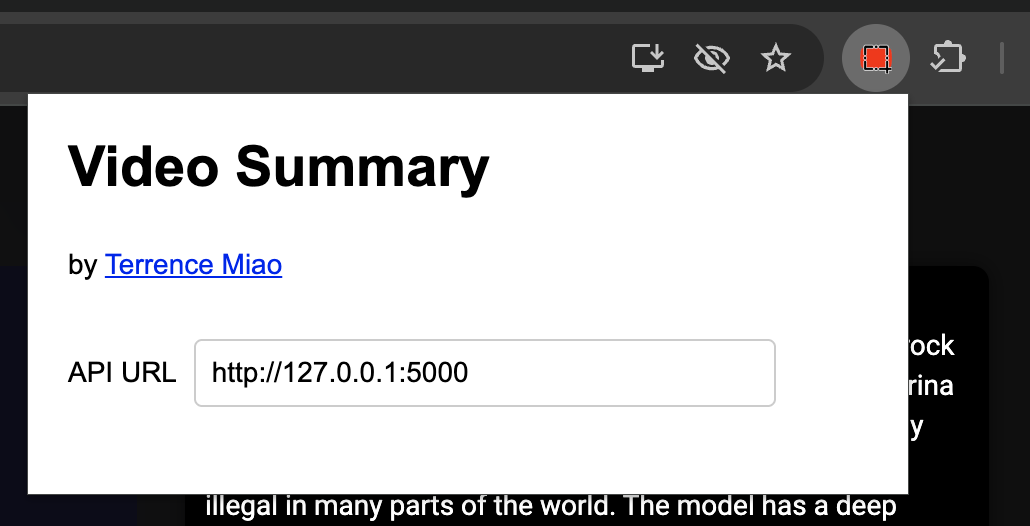 Video Summary
by Terrence Miao
API URL http://127.0.0.1:5000
rock
rina
y
illegal in many parts of the world. The model has a deep